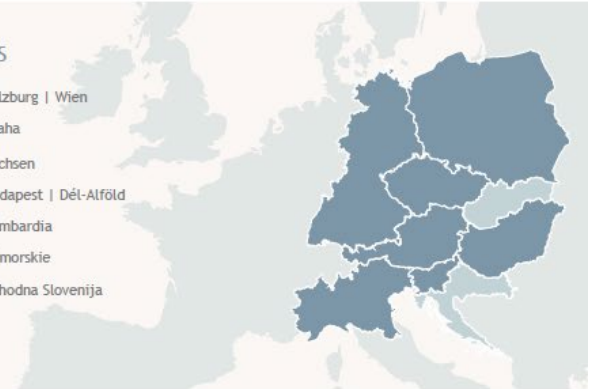 S
lzburg | Wien
aha
chsen
dapest | Dél-Alföld
mbardia
morskie
hodna Slovenija